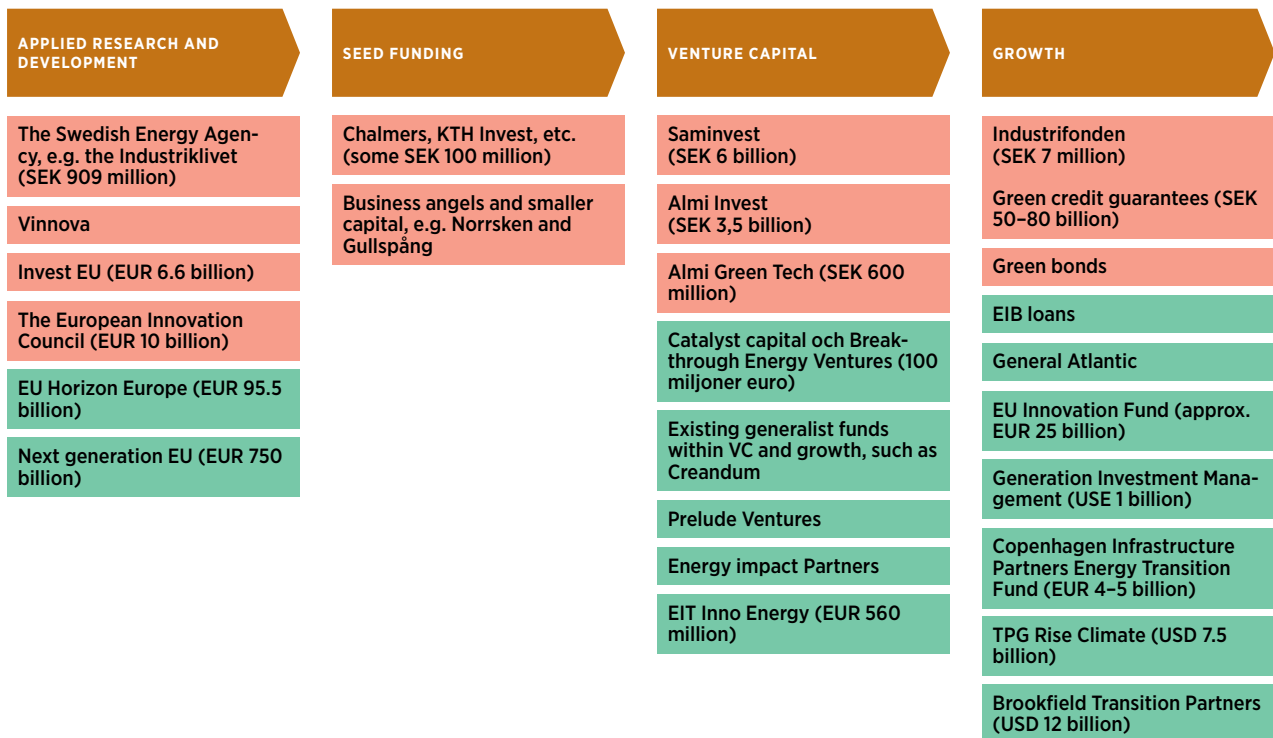 APPLIED RESEARCH AND
DEVELOPMENT
The Swedish Energy Agen-
cy, e.g. the Industriklivet
(SEK 909 million)
Vinnova
Invest EU (EUR 6.6 billion)
The European Innovation
Council (EUR 10 billion)
EU Horizon Europe (EUR 95.5
billion)
Next generation EU (EUR 750
billion)
SEED FUNDING
Chalmers, KTH Invest, etc.
(some SEK 100 million)
Business angels and smaller
capital, e.g. Norrsken and
Gullspång
VENTURE CAPITAL
Saminvest
(SEK 6 billion)
Almi Invest
(SEK 3,5 billion)
Almi Green Tech (SEK 600
million)
Catalyst capital och Break-
through Energy Ventures (100
miljoner euro)
Existing generalist funds
within VC and growth, such as
Creandum
Prelude Ventures
Energy impact Partners
EIT Inno Energy (EUR 560
million)
GROWTH
Industrifonden
(SEK 7 million)
Green credit guarantees (SEK
50–80 billion)
Green bonds
EIB loans
General Atlantic
EU Innovation Fund (approx.
EUR 25 billion)
Generation Investment Mana-
gement (USE 1 billion)
Copenhagen Infrastructure
Partners Energy Transition
Fund (EUR 4–5 billion)
TPG Rise Climate (USD 7.5
billion)
Brookfield Transition Partners
(USD 12 billion)